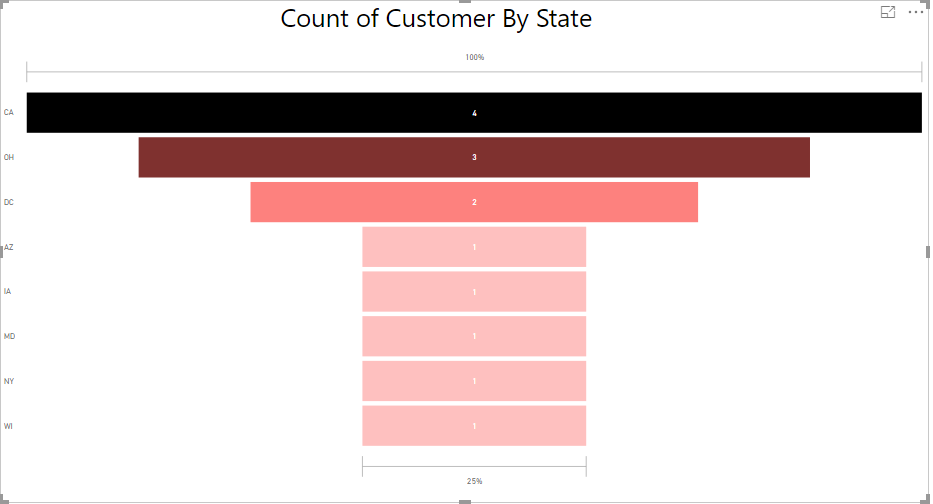 Count of Customer By State
100%
CA 4
OH 3
DC 2
AZ 1
IA 1
MD 1
NY 1
WI 1
25%